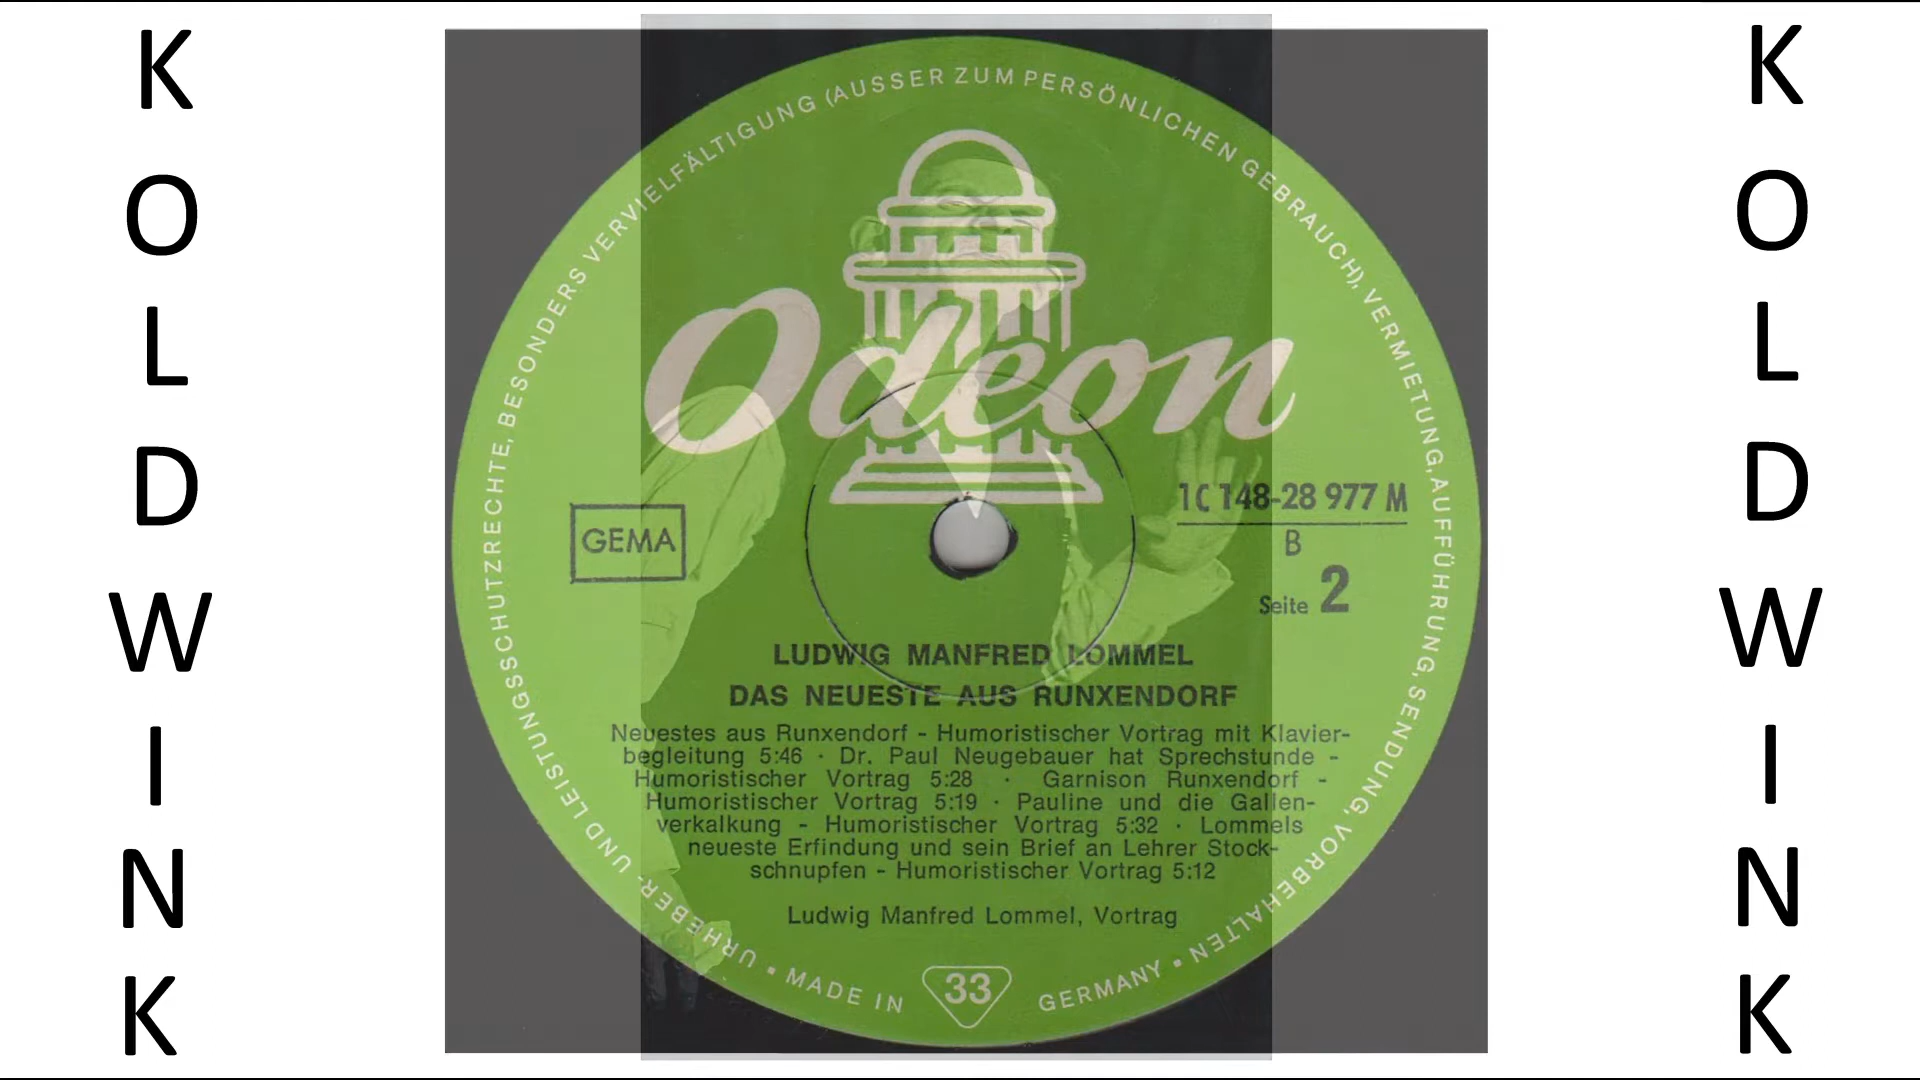 K
O
L
D
W
I
N
K
URHEBER- UND LEISTUNGSSCHUTZRECHTE, BESONDERS VERVIELFÄLTIGUNG (AUSSER ZUM PERSÖNLICHEN GEBRAUCH), VERMIETUNG, AUFFÜHRUNG, SENDUNG, VORBEHALTEN
Odeon
GEMA
1C 148-28 977 M
B
Seite 2
LUDWIG MANFRED LOMMEL
DAS NEUESTE AUS RUNXENDORF
Neuestes aus Runxendorf - Humoristischer Vortrag mit Klavier-
begleitung 5:46 · Dr. Paul Neugebauer hat Sprechstunde -
Humoristischer Vortrag 5:28 · Garnison Runxendorf -
Humoristischer Vortrag 5:19 · Pauline und die Gallen-
verkalkung - Humoristischer Vortrag 5:32 · Lommels
neueste Erfindung und sein Brief an Lehrer Stock-
schnupfen - Humoristischer Vortrag 5:12
Ludwig Manfred Lommel, Vortrag
• MADE IN GERMANY •
33
K
O
L
D
W
I
N
K